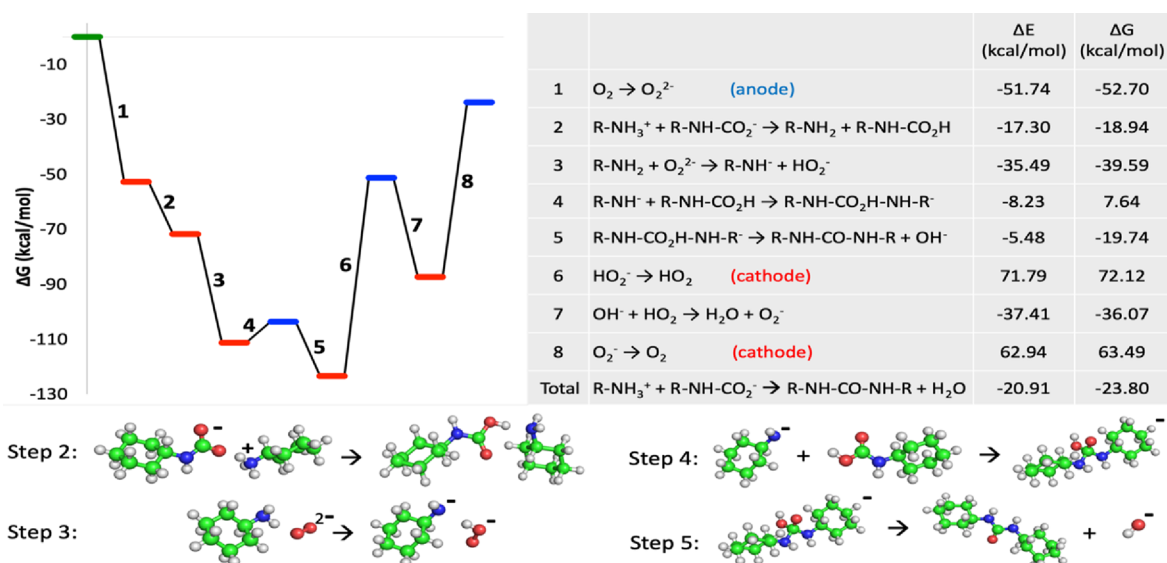 ΔG (kcal/mol)
-10
-30
-50
-70
-90
-110
-130
1
2
3
4
5
6
7
8
ΔE (kcal/mol) ΔG (kcal/mol)
1 O₂ → O₂²⁻ (anode) -51.74 -52.70
2 R-NH₃⁺ + R-NH-CO₂⁻ → R-NH₂ + R-NH-CO₂H -17.30 -18.94
3 R-NH₂ + O₂²⁻ → R-NH⁻ + HO₂⁻ -35.49 -39.59
4 R-NH⁻ + R-NH-CO₂H → R-NH-CO₂H-NH-R⁻ -8.23 7.64
5 R-NH-CO₂H-NH-R⁻ → R-NH-CO-NH-R + OH⁻ -5.48 -19.74
6 HO₂⁻ → HO₂ (cathode) 71.79 72.12
7 OH⁻ + HO₂ → H₂O + O₂⁻ -37.41 -36.07
8 O₂⁻ → O₂ (cathode) 62.94 63.49
Total R-NH₃⁺ + R-NH-CO₂⁻ → R-NH-CO-NH-R + H₂O -20.91 -23.80
Step 2: - + →
Step 3: 2- → - -
Step 4: - + → -
Step 5: - → + -